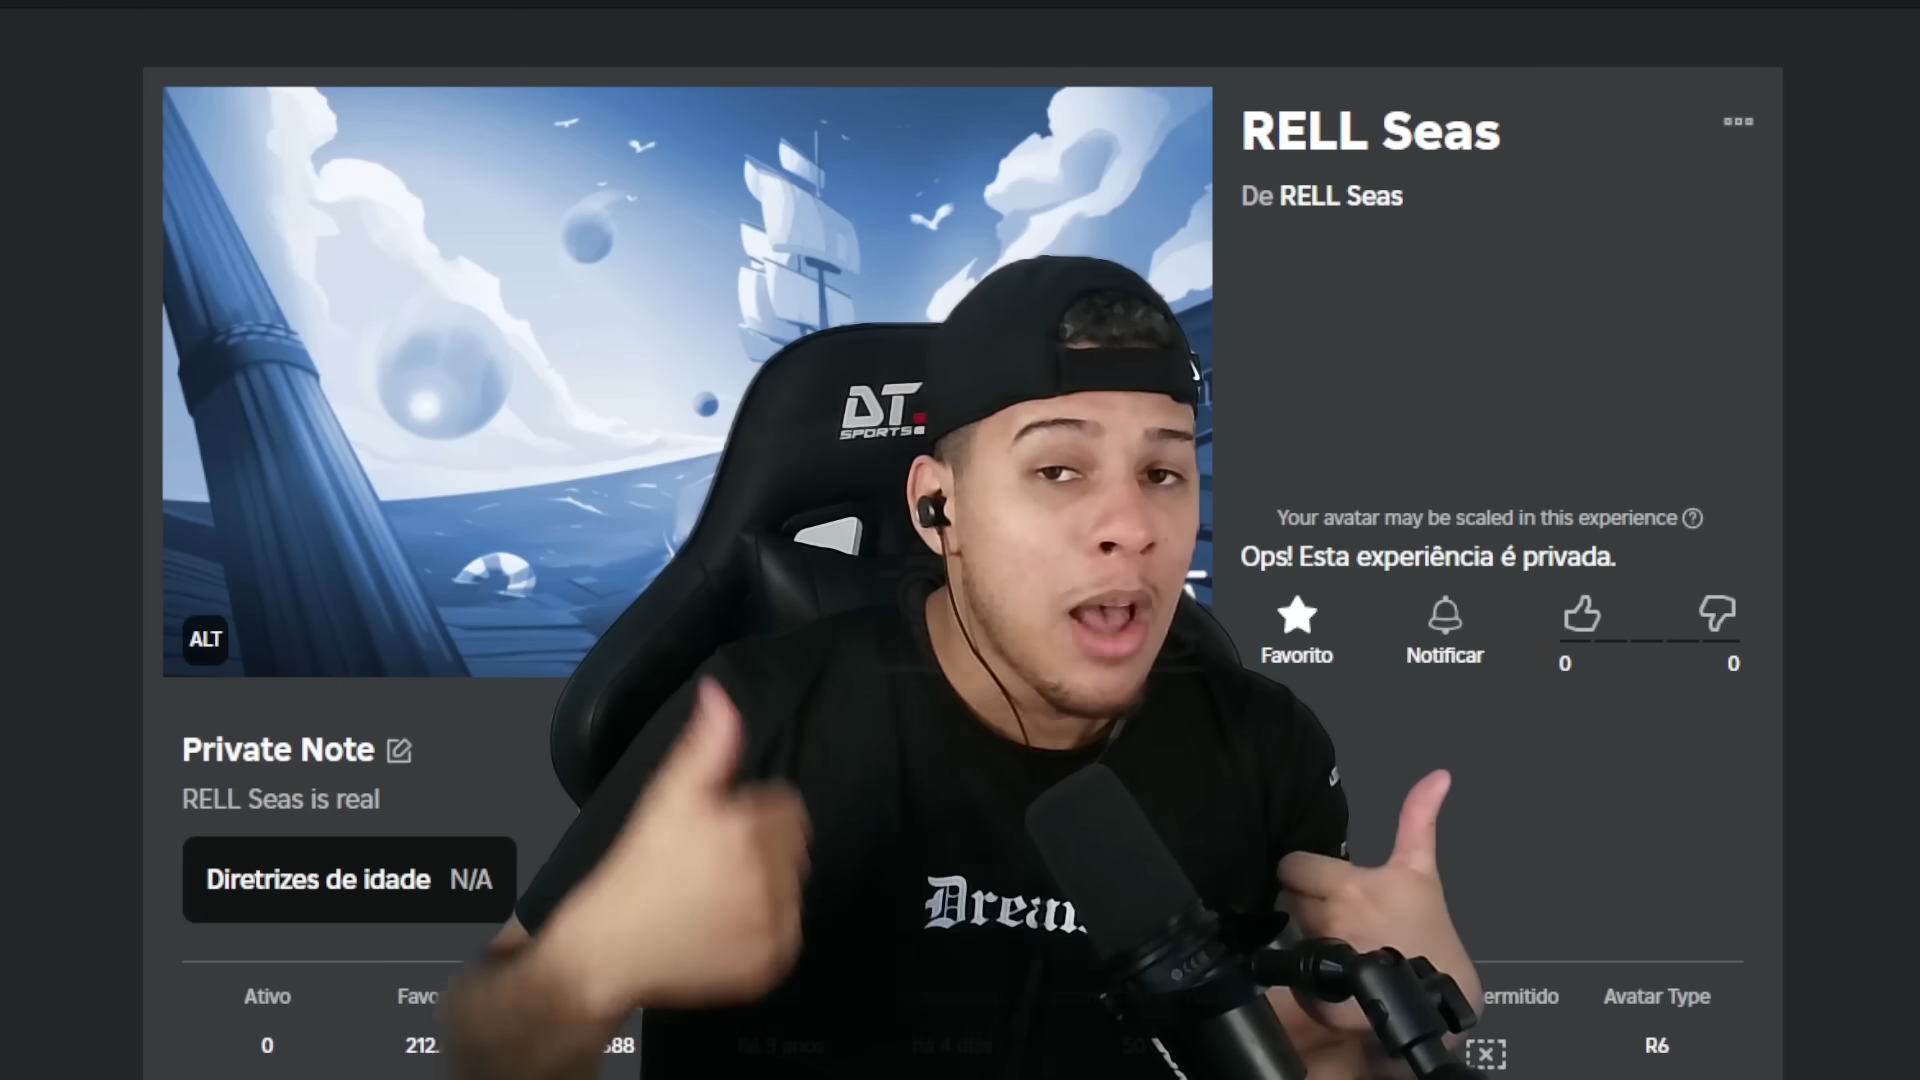 RELL Seas
De RELL Seas
DT.
SPORTS
Your avatar may be scaled in this experience
Ops! Esta experiência é privada.
Favorito
Notificar
0
0
ALT
Private Note
RELL Seas is real
Diretrizes de idade N/A
Ativo
Avatar Type
0
212.
R6